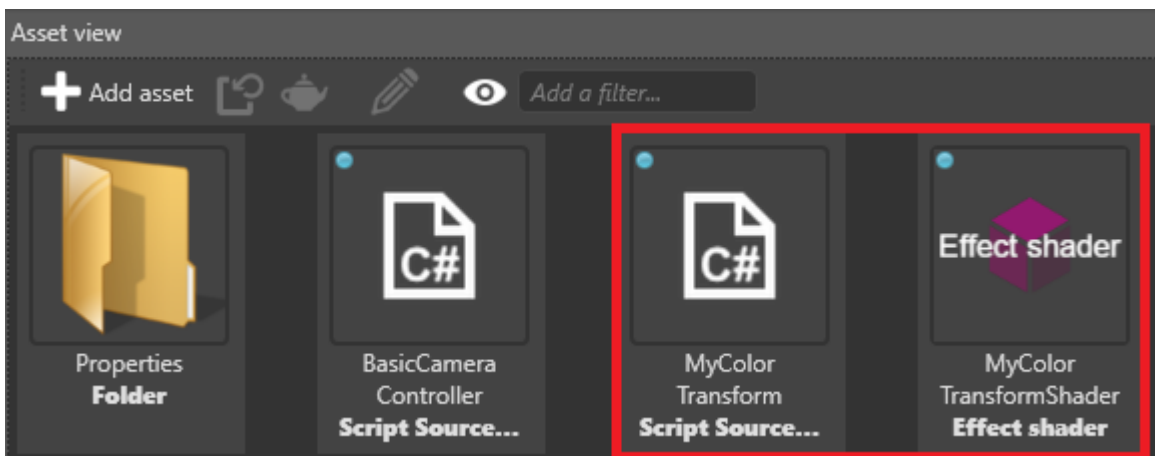 Asset view
Add asset
Add a filter...
C#
C#
Effect shader
Properties
Folder
BasicCamera
Controller
Script Source...
MyColor
Transform
Script Source...
MyColor
TransformShader
Effect shader